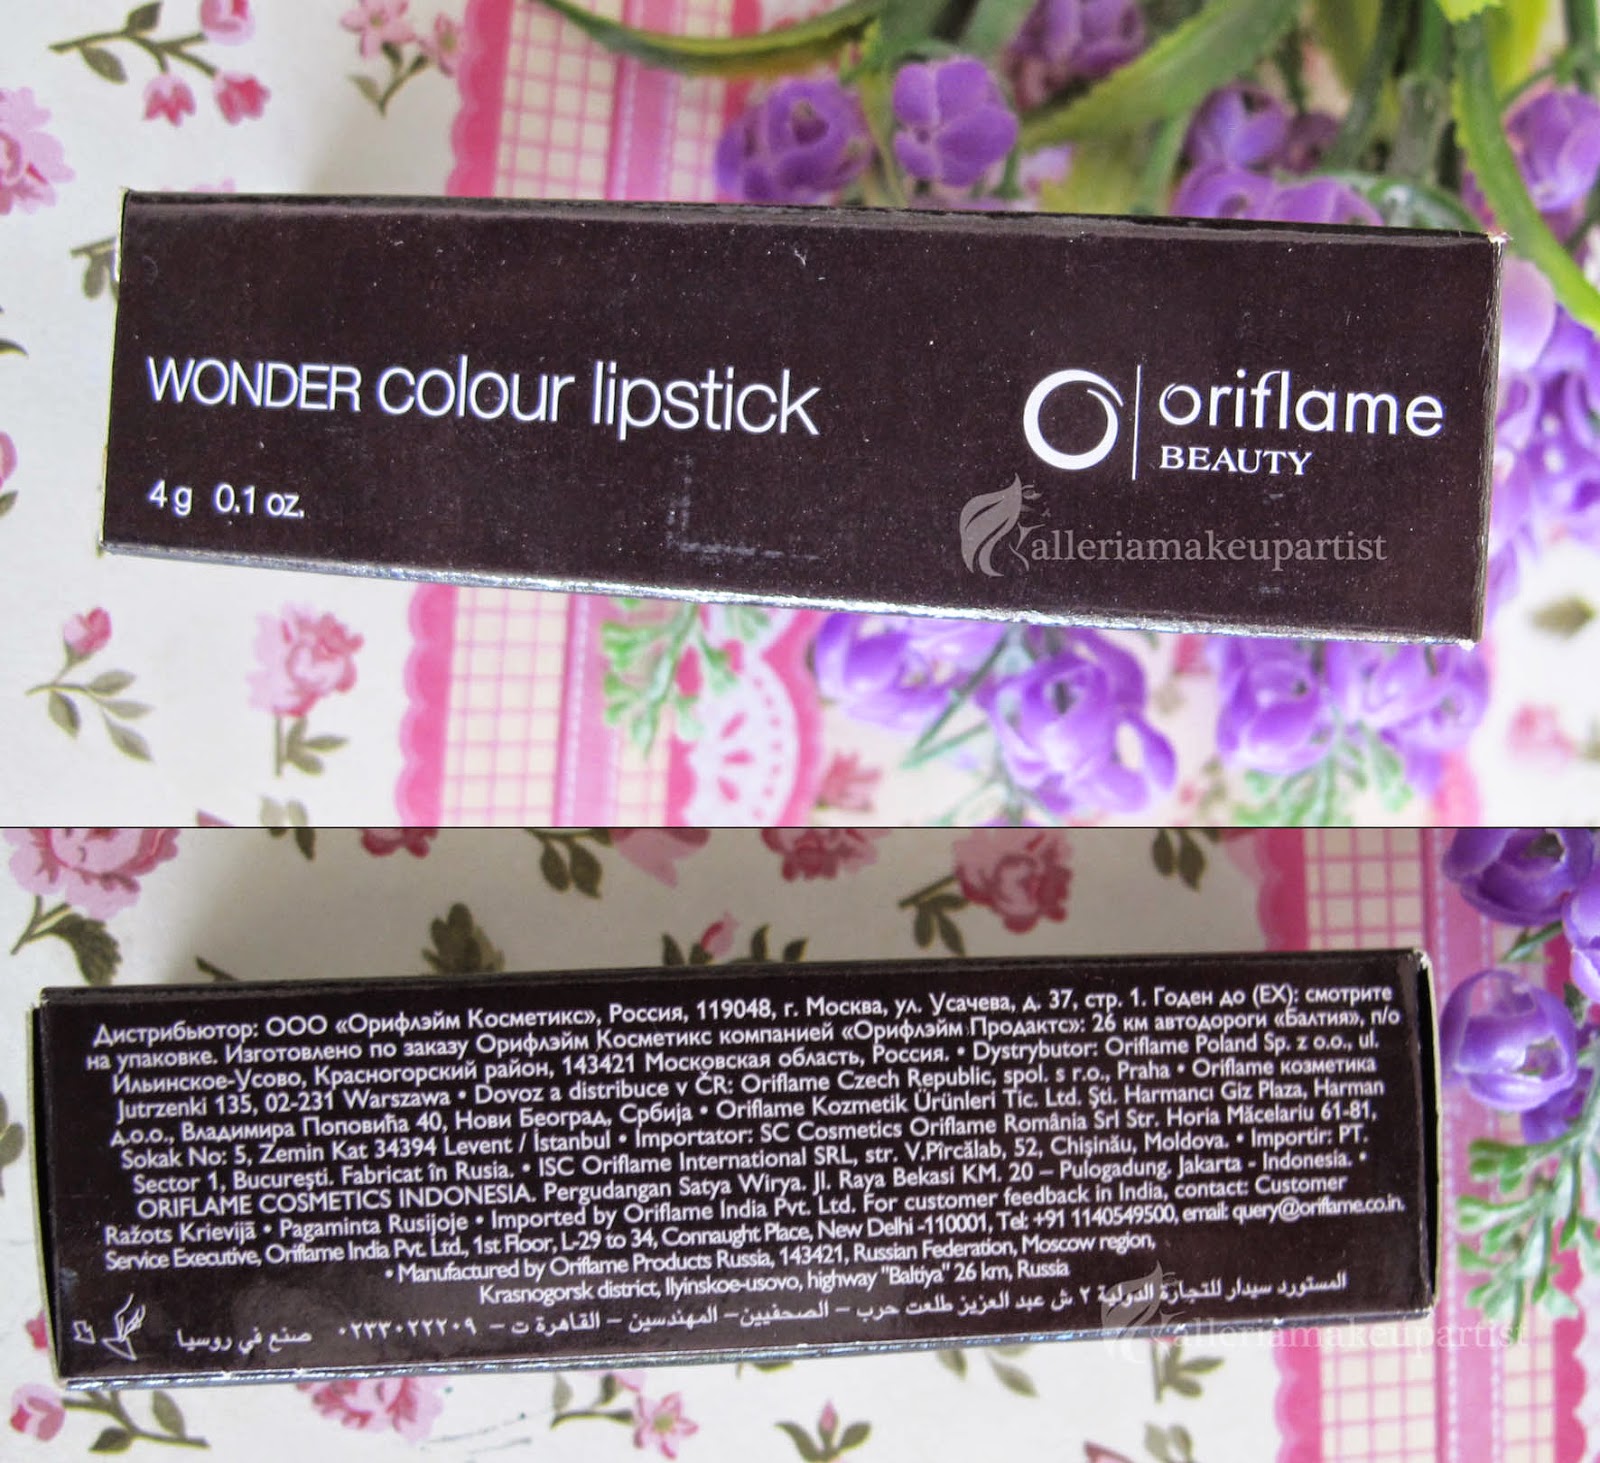 WONDER colour lipstick
4 g 0.1 oz.
oriflame
BEAUTY
alleriamakeupartist
Дистрибьютор: ООО «Орифлэйм Косметикс», Россия, 119048, г. Москва, ул. Усачева, д. 37, стр. 1. Годен до (EX): смотрите
на упаковке. Изготовлено по заказу Орифлэйм Косметикс компанией «Орифлэйм Продактс»: 26 км автодороги «Балтия», п/о
Ильинское-Усово, Красногорский район, 143421 Московская область, Россия. • Dystrybutor: Oriflame Poland Sp. z o.o., ul.
Jutrzenki 135, 02-231 Warszawa • Dovoz a distribuce v ČR: Oriflame Czech Republic, spol. s r.o., Praha • Oriflame козметика
д.о.о., Владимира Поповића 40, Нови Београд, Србија • Oriflame Kozmetik Ürünleri Tic. Ltd. Şti. Harmancı Giz Plaza, Harman
Sokak No: 5, Zemin Kat 34394 Levent / İstanbul • Importator: SC Cosmetics Oriflame România Srl Str. Horia Măcelariu 61-81,
Sector 1, Bucureşti. Fabricat în Rusia. • ISC Oriflame International SRL, str. V.Pîrcălab, 52, Chişinău, Moldova. • Importir: PT.
ORIFLAME COSMETICS INDONESIA. Pergudangan Satya Wirya. Jl. Raya Bekasi KM. 20 – Pulogadung. Jakarta - Indonesia. •
Ražots Krievijā • Pagaminta Rusijoje • Imported by Oriflame India Pvt. Ltd. For customer feedback in India, contact: Customer
Service Executive, Oriflame India Pvt. Ltd., 1st Floor, L-29 to 34, Connaught Place, New Delhi -110001, Tel: +91 1140549500, email: query@oriflame.co.in.
• Manufactured by Oriflame Products Russia, 143421, Russian Federation, Moscow region,
Krasnogorsk district, Ilyinskoe-usovo, highway "Baltiya" 26 km, Russia
المستورد سيدار للتجارة الدولية ٢ ش عبد العزيز طلعت حرب – الصحفيين – المهندسين – القاهرة ت – ٠٢٣٣٠٢٢٢٠٩ صنع في روسيا
alleriamakeupartist